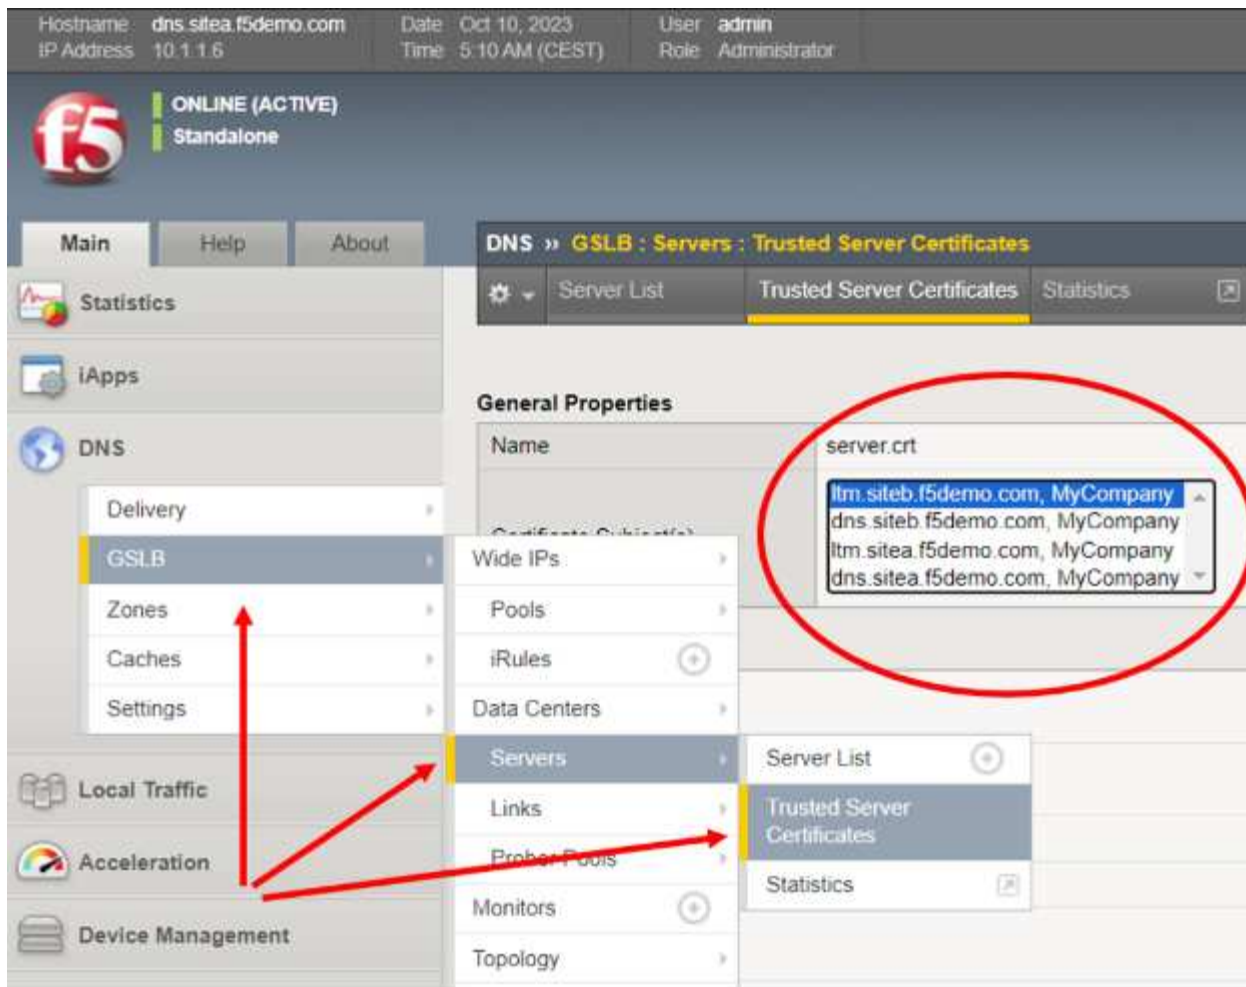 Hostname dns.sitea.f5demo.com Date Oct 10, 2023 User admin
IP Address 10.1.1.6 Time 5:10 AM (CEST) Role Administrator
f5
ONLINE (ACTIVE)
Standalone
Main Help About
DNS ›› GSLB : Servers : Trusted Server Certificates
Server List Trusted Server Certificates Statistics
Statistics
iApps
DNS
Delivery
GSLB
Zones
Caches
Settings
Local Traffic
Acceleration
Device Management
General Properties
Name server.crt
Certificate Subject(s)
ltm.siteb.f5demo.com, MyCompany
dns.siteb.f5demo.com, MyCompany
ltm.sitea.f5demo.com, MyCompany
dns.sitea.f5demo.com, MyCompany
Wide IPs
Pools
iRules
Data Centers
Servers
Links
Prober Pools
Monitors
Topology
Server List
Trusted Server
Certificates
Statistics